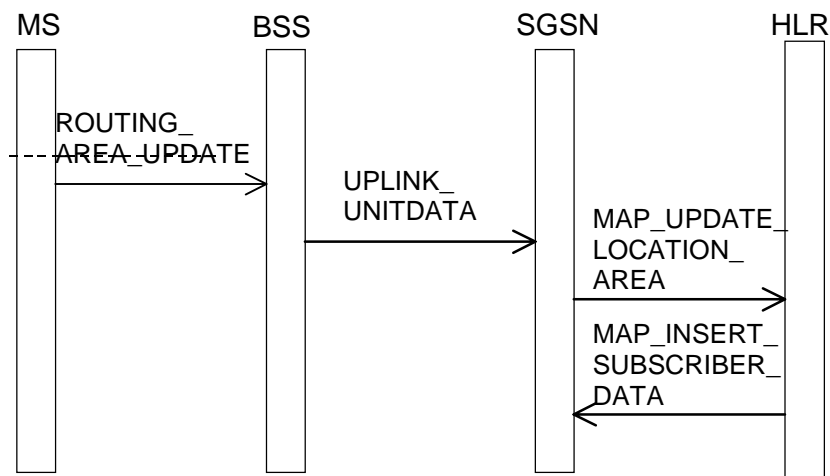 MS
BSS
SGSN
HLR
ROUTING_
AREA_UPDATE
UPLINK_
UNITDATA
MAP_UPDATE_
LOCATION_
AREA
MAP_INSERT_
SUBSCRIBER_
DATA